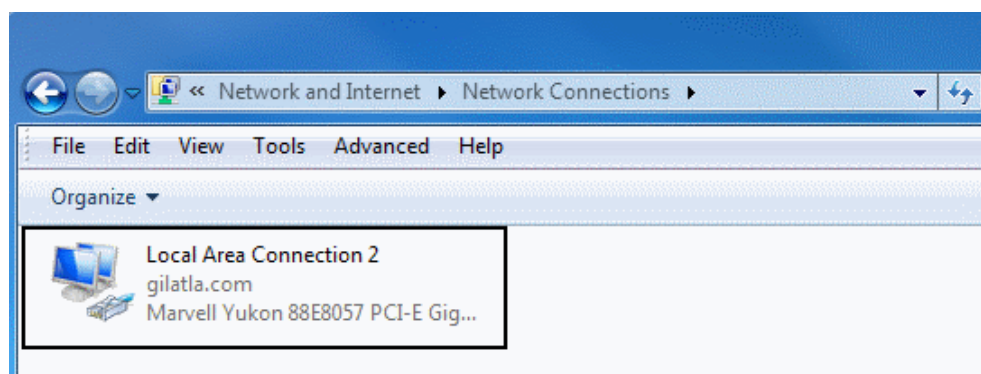 « Network and Internet ▸ Network Connections ▸
File Edit View Tools Advanced Help
Organize ▾
Local Area Connection 2
gilatla.com
Marvell Yukon 88E8057 PCI-E Gig...